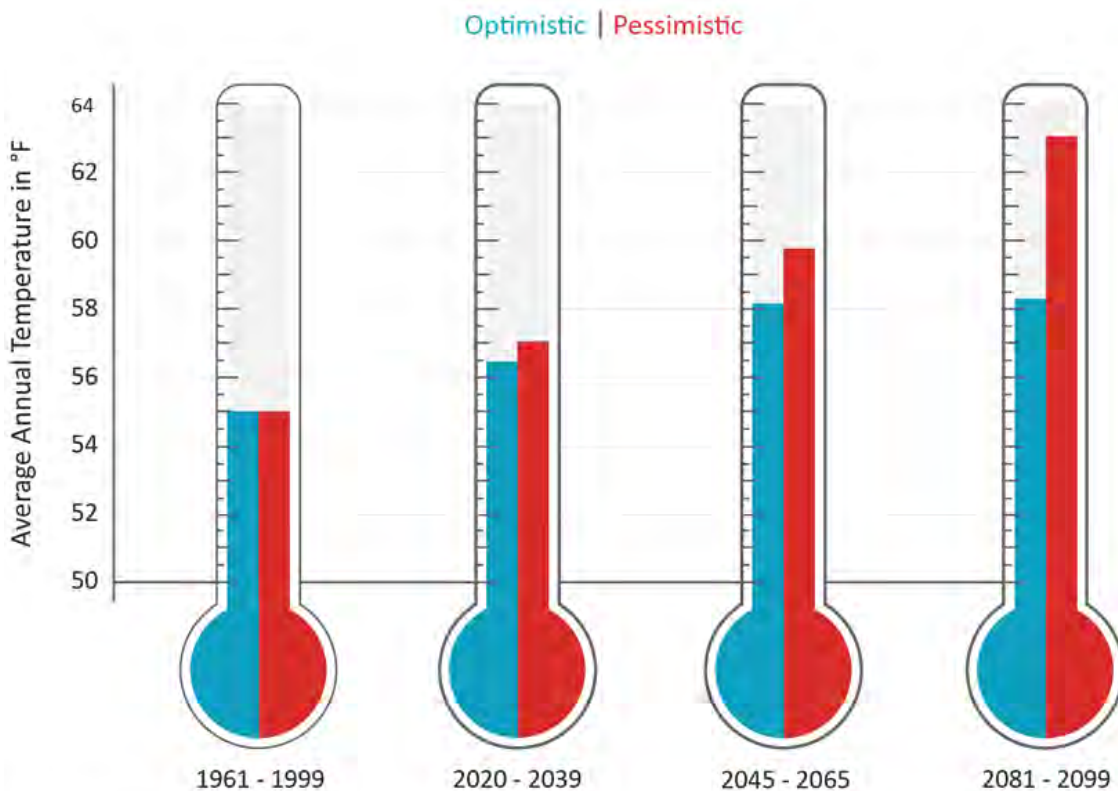 Optimistic | Pessimistic
Average Annual Temperature in °F
64
62
60
58
56
54
52
50
1961 - 1999
2020 - 2039
2045 - 2065
2081 - 2099